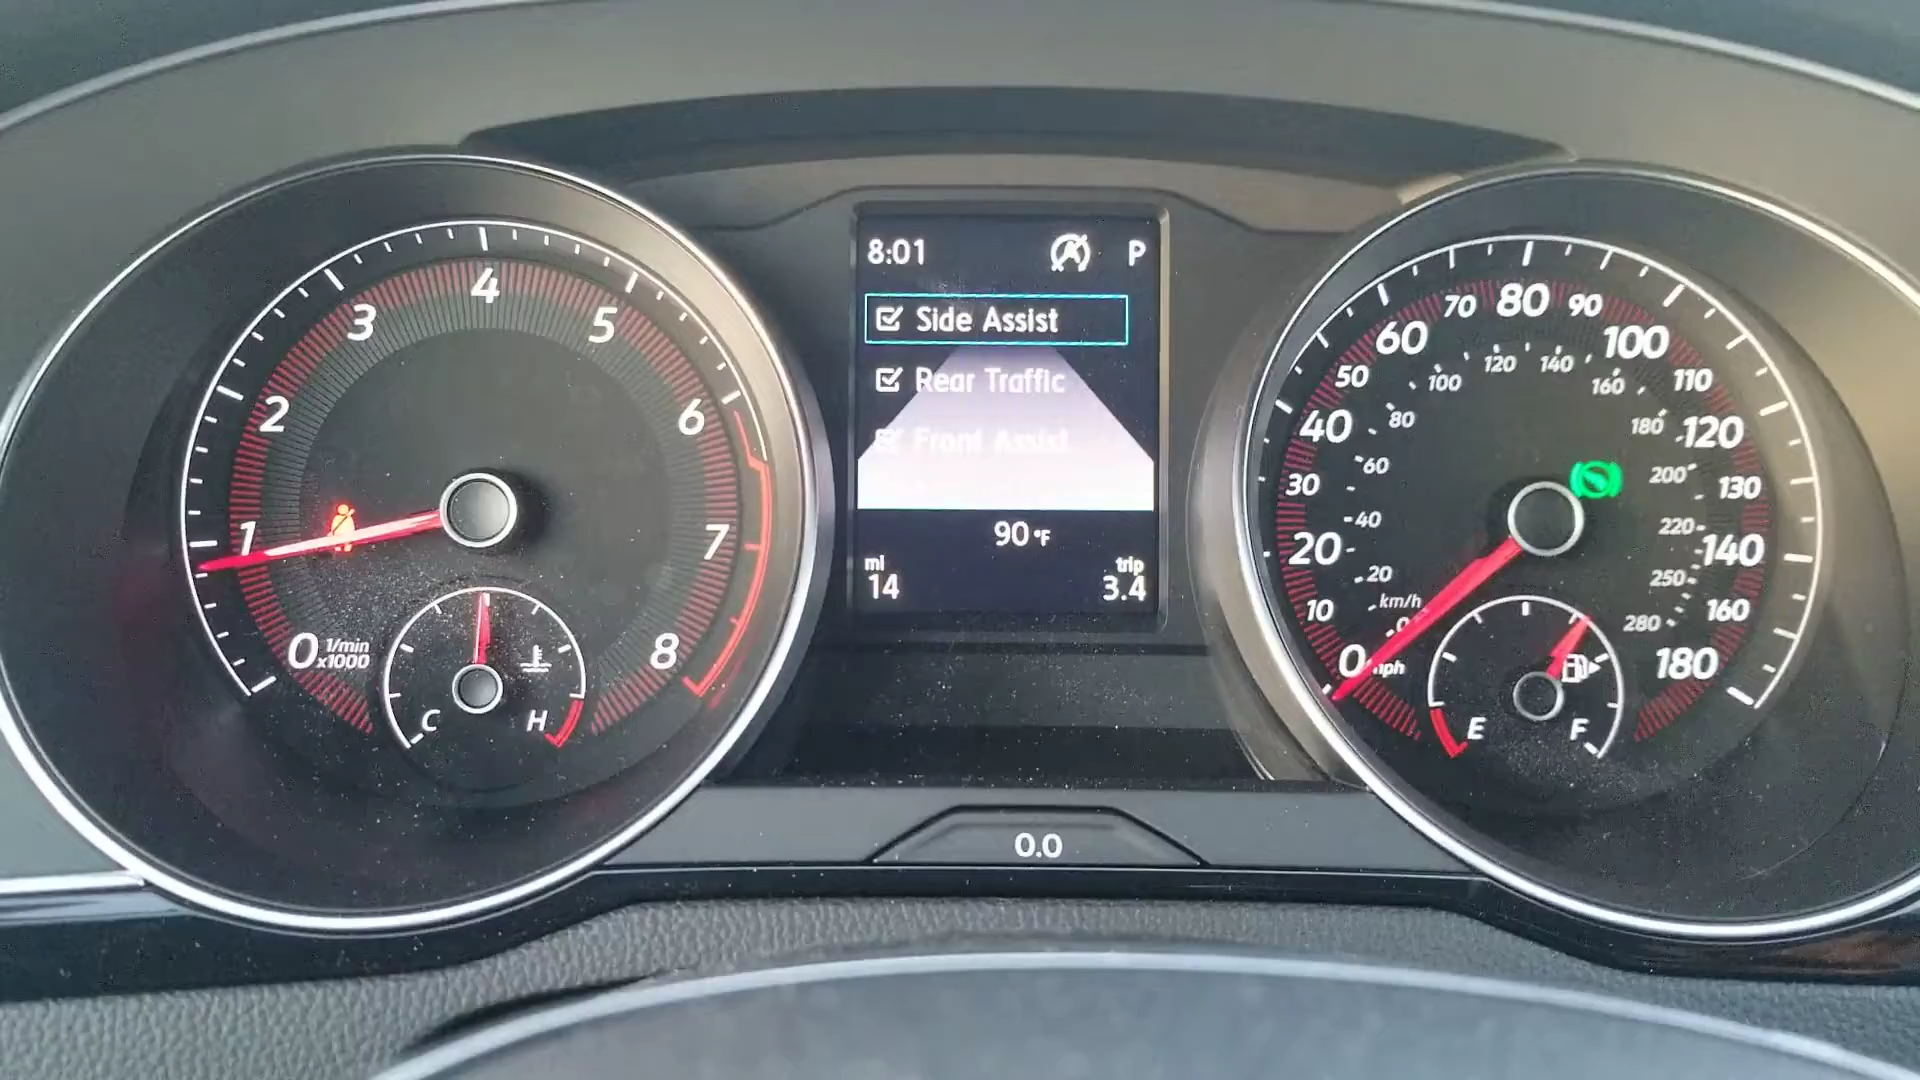 8:01 P
Side Assist
Rear Traffic
Front Assist
90 °F
mi trip
14 3.4
0.0
0 1 2 3 4 5 6 7 8
1/min
x1000
C H
0 10 20 30 40 50 60 70 80 90 100 110 120 130 140 160 180
mph
0 20 40 60 80 100 120 140 160 180 200 220 250 280
km/h
E F